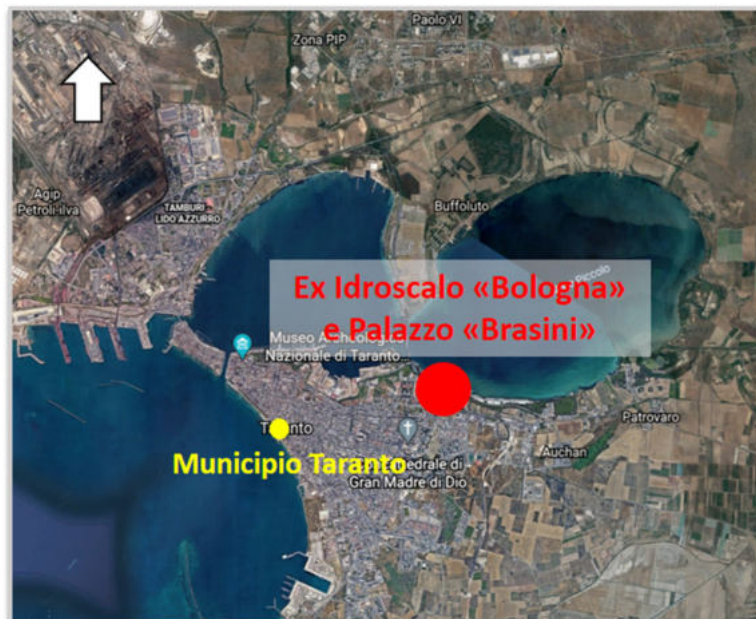 Paolo VI
Zona PIP
Agip
Petroli-ilva
TAMBURI
LIDO AZZURRO
Buffoluto
Piccolo
Ex Idroscalo «Bologna»
e Palazzo «Brasini»
Museo Archeologico
Nazionale di Taranto...
Taranto
Municipio Taranto
Concattedrale di
Gran Madre di Dio
Patrovaro
Auchan